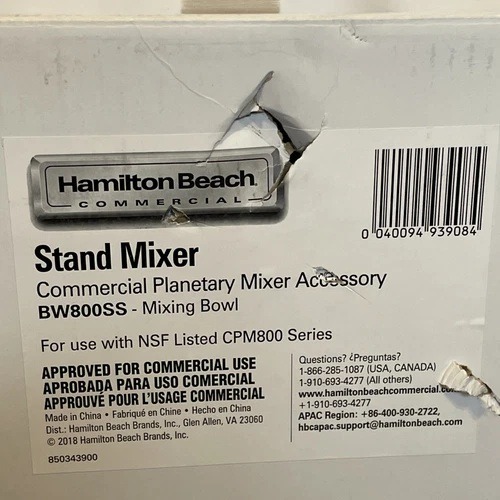 Hamilton Beach
COMMERCIAL
Stand Mixer
Commercial Planetary Mixer Accessory
BW800SS - Mixing Bowl
For use with NSF Listed CPM800 Series
APPROVED FOR COMMERCIAL USE
APROBADA PARA USO COMERCIAL
APPROUVÉ POUR L'USAGE COMMERCIAL
Made in China • Fabriqué en Chine • Hecho en China
Dist.: Hamilton Beach Brands, Inc., Glen Allen, VA 23060
© 2018 Hamilton Beach Brands, Inc.
850343900
0 040094 939084
Questions? ¿Preguntas?
1-866-285-1087 (USA, CANADA)
1-910-693-4277 (All others)
www.hamiltonbeachcommercial.co
+1-910-693-4277
APAC Region: +86-400-930-2722,
hbcapac.support@hamiltonbeach.com